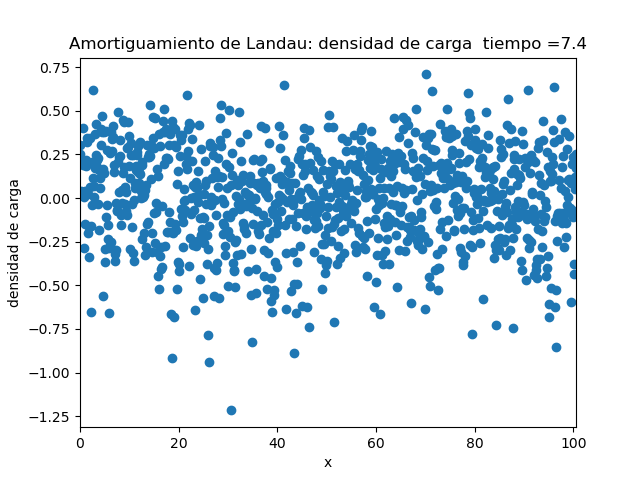 Amortiguamiento de Landau: densidad de carga  tiempo =7.4
0.75
0.50
0.25
0.00
−0.25
−0.50
−0.75
−1.00
−1.25
densidad de carga
0 20 40 60 80 100
x